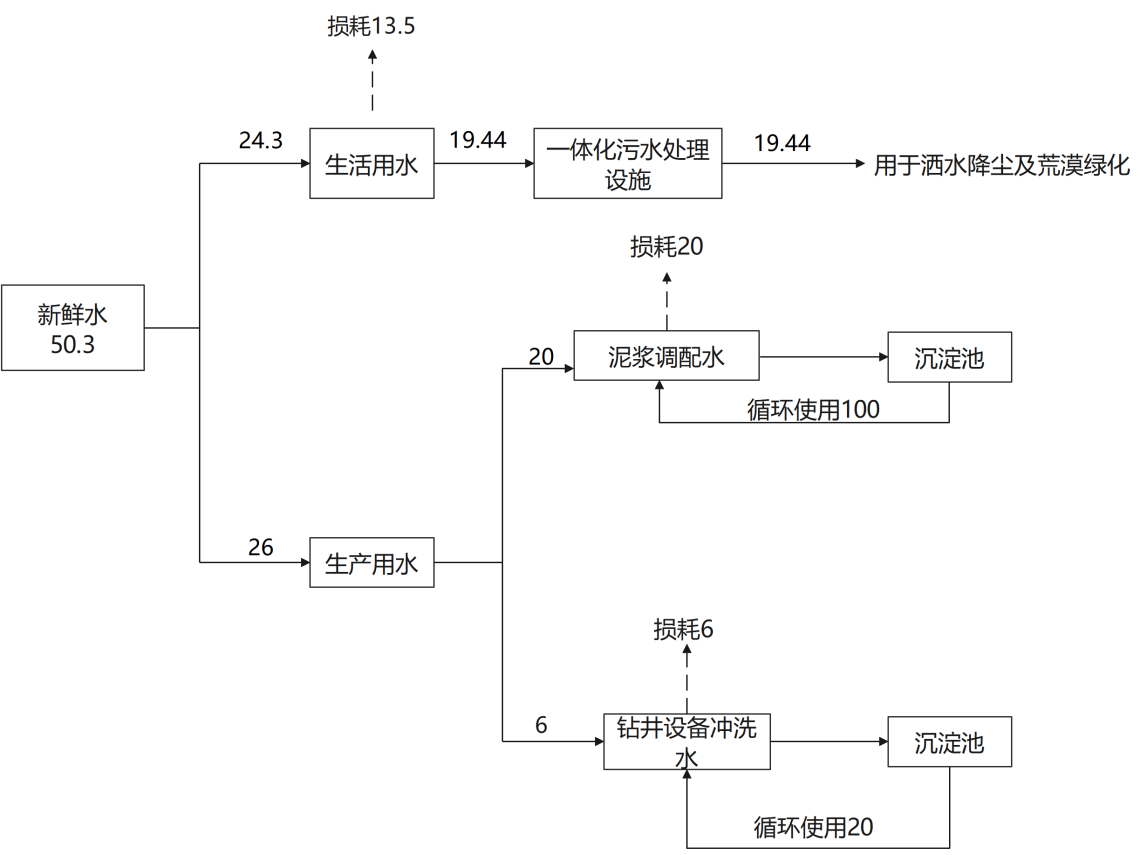 损耗13.5
24.3
生活用水
19.44
一体化污水处理
设施
19.44
用于洒水降尘及荒漠绿化
新鲜水
50.3
损耗20
20
泥浆调配水
沉淀池
循环使用100
26
生产用水
损耗6
6
钻井设备冲洗
水
沉淀池
循环使用20